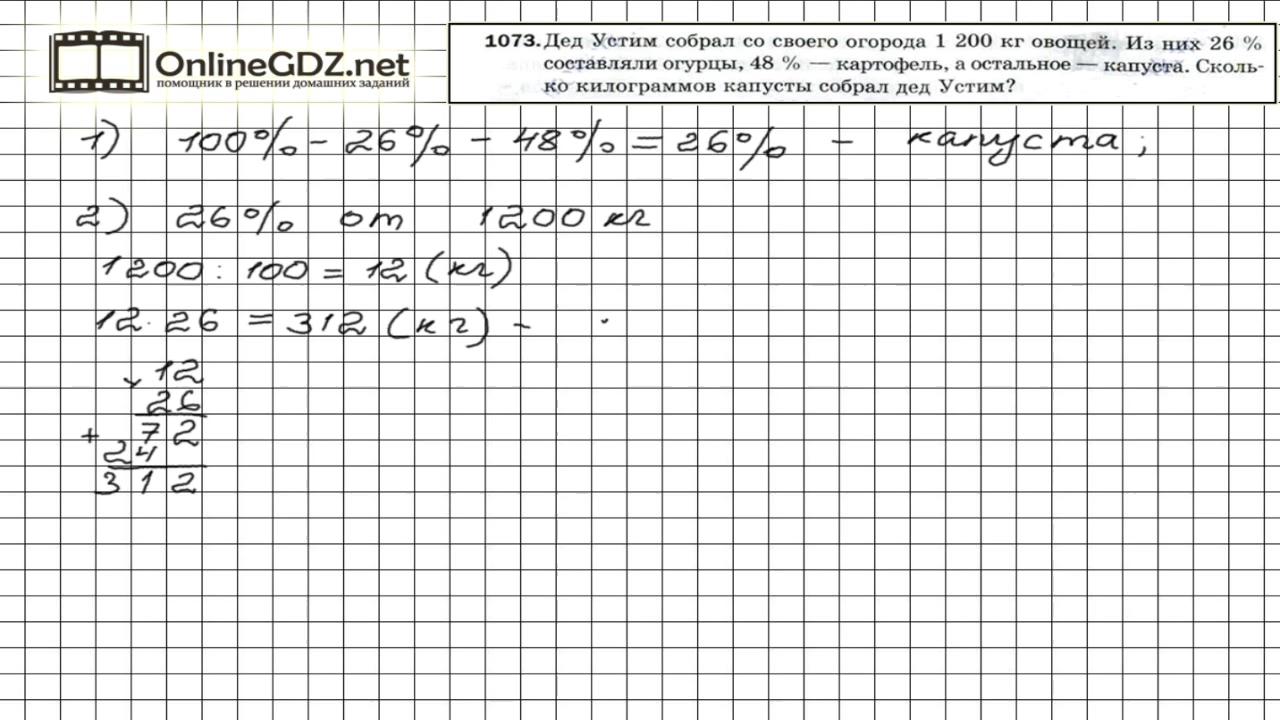 OnlineGDZ.net
помощник в решении домашних заданий
1073. Дед Устим собрал со своего огорода 1 200 кг овощей. Из них 26 %
составляли огурцы, 48 % — картофель, а остальное — капуста. Сколь-
ко килограммов капусты собрал дед Устим?
1) 100% - 26% - 48% = 26% - капуста;
2) 26% от 1200 кг
1200 : 100 = 12 (кг)
12 · 26 = 312 (кг) -
12
26
+ 72
24
312